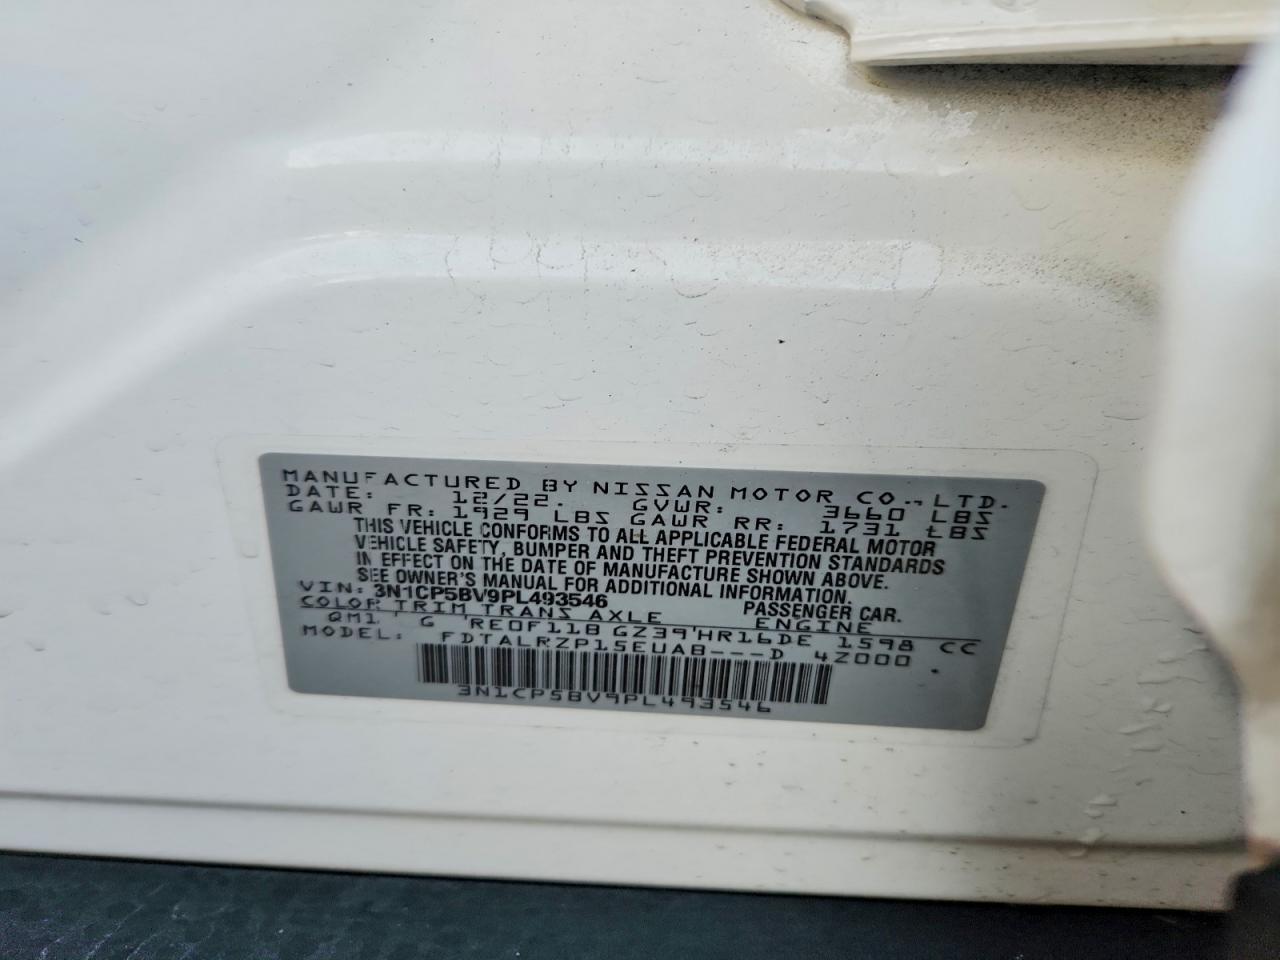 MANUFACTURED BY NISSAN MOTOR CO., LTD.
DATE: 12/22. GVWR: 3660 LBS
GAWR FR: 1929 LBS GAWR RR: 1731 LBS
THIS VEHICLE CONFORMS TO ALL APPLICABLE FEDERAL MOTOR
VEHICLE SAFETY, BUMPER AND THEFT PREVENTION STANDARDS
IN EFFECT ON THE DATE OF MANUFACTURE SHOWN ABOVE.
SEE OWNER'S MANUAL FOR ADDITIONAL INFORMATION.
VIN: 3N1CP5BV9PL493546 PASSENGER CAR.
COLOR TRIM TRANS AXLE ENGINE
QM1 G RE0F11B GZ39 HR16DE 1598 CC
MODEL: FDTALRZP15EUAB---D 4Z000
3N1CP5BV9PL493546